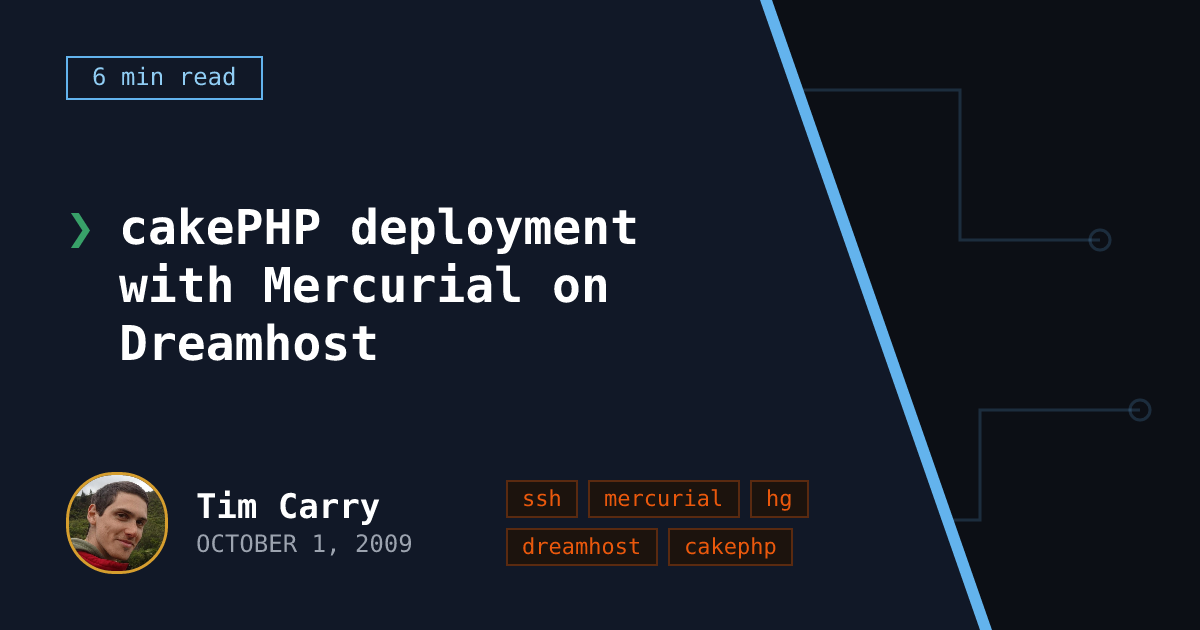 6 min read
❯ cakePHP deployment
with Mercurial on
Dreamhost
Tim Carry
OCTOBER 1, 2009
ssh mercurial hg
dreamhost cakephp